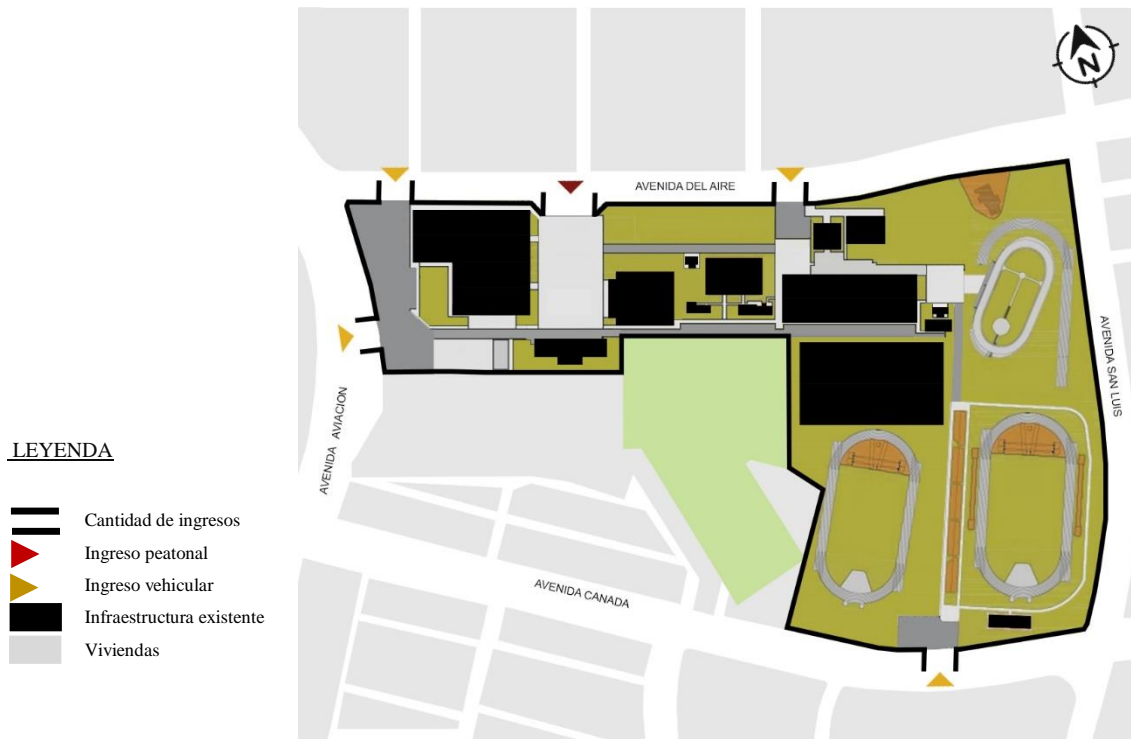 N
AVENIDA DEL AIRE
AVENIDA SAN LUIS
AVENIDA AVIACION
AVENIDA CANADA
LEYENDA
Cantidad de ingresos
Ingreso peatonal
Ingreso vehicular
Infraestructura existente
Viviendas